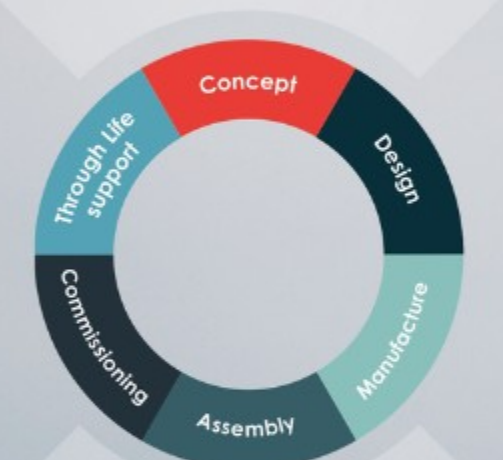 Concept
Design
Manufacture
Assembly
Commissioning
Through Life
support